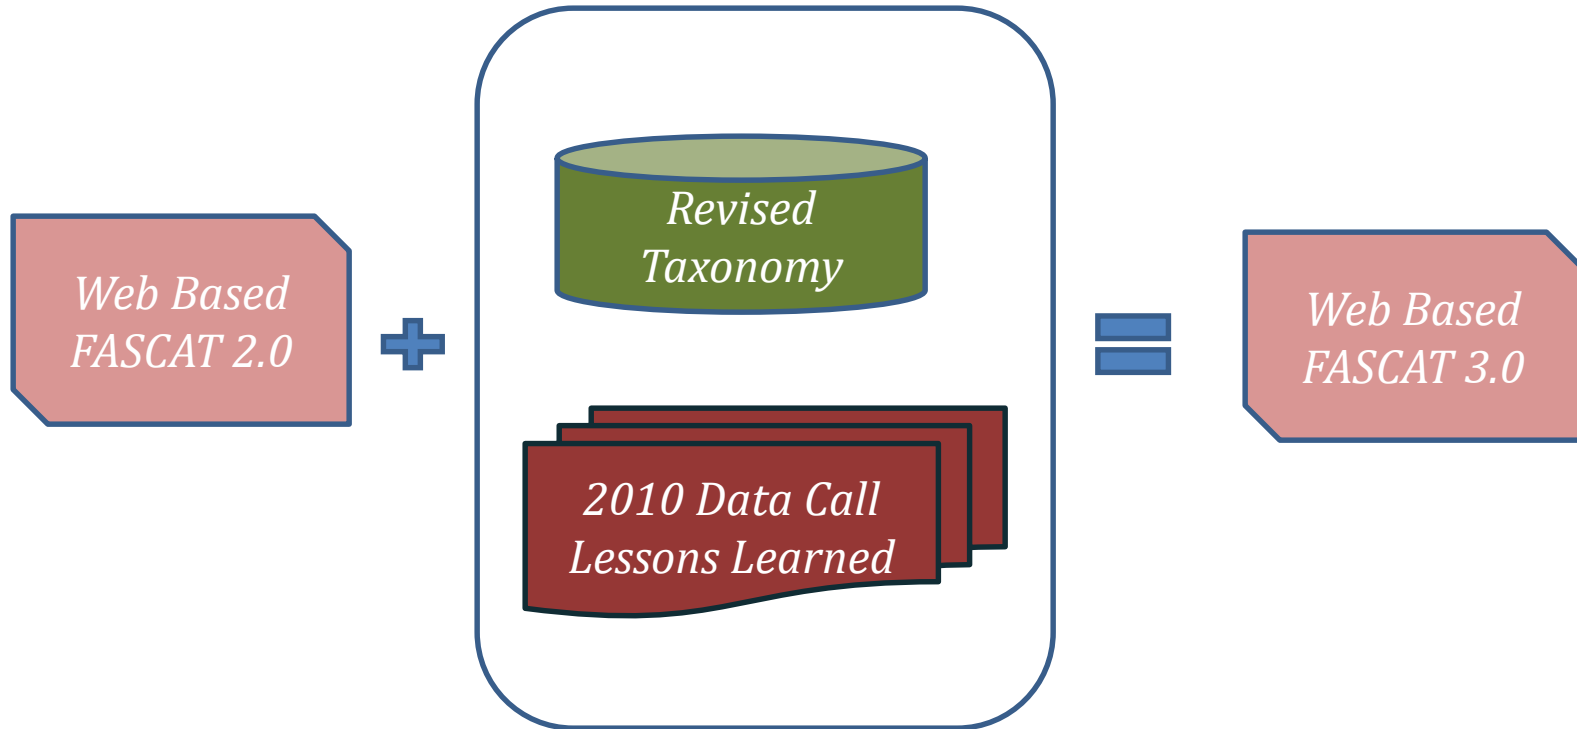 Web Based
FASCAT 2.0
Revised
Taxonomy
2010 Data Call
Lessons Learned
Web Based
FASCAT 3.0